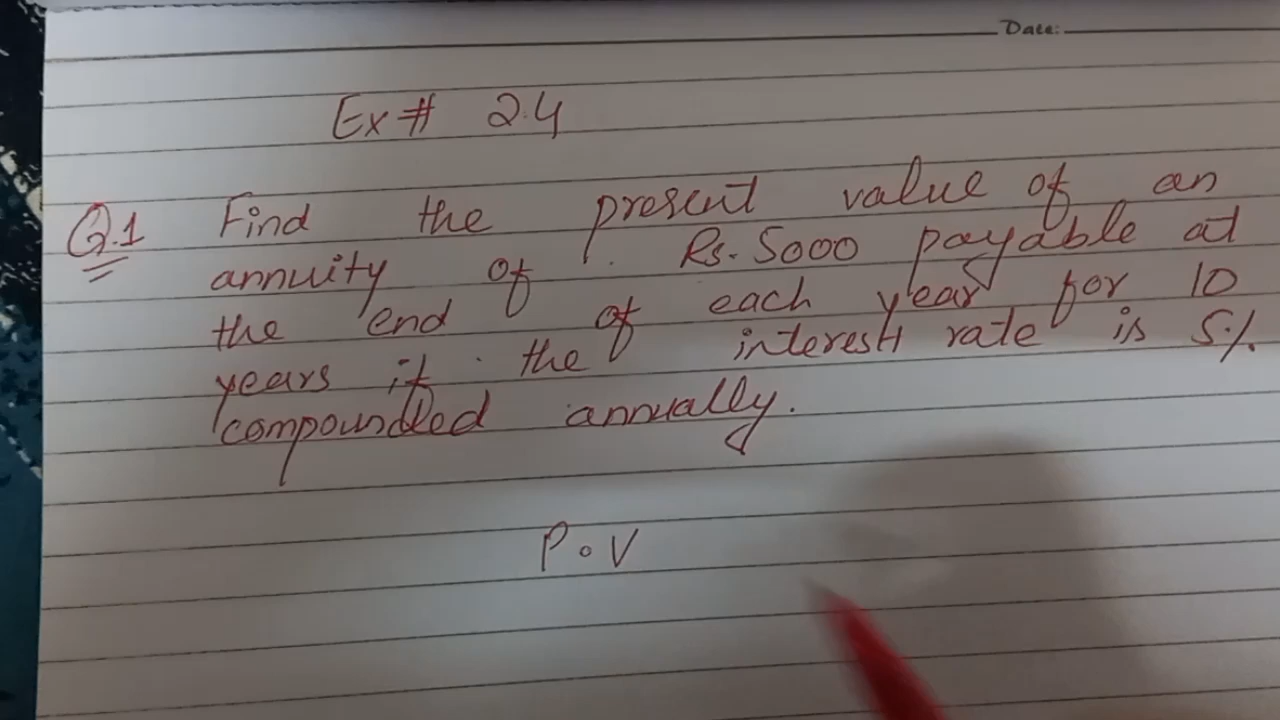 Date:
Ex# 2.4
Q.1 Find the present value of an
annuity of Rs. 5000 payable at
the end of of each year for 10
years if the interest rate is 5%
compounded annually.
P.V